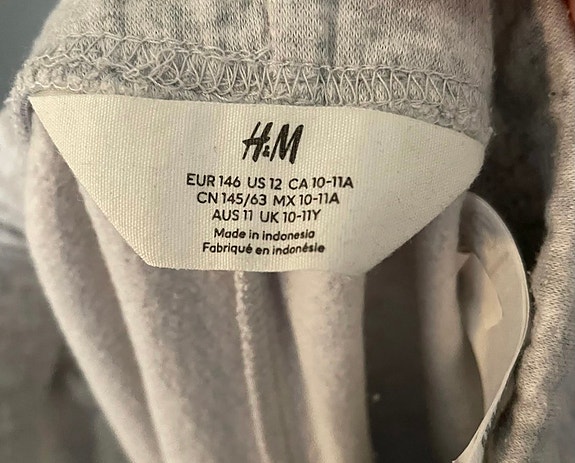 H&M
EUR 146 US 12 CA 10-11A
CN 145/63 MX 10-11A
AUS 11 UK 10-11Y
Made in indonesia
Fabriqué en indonésie